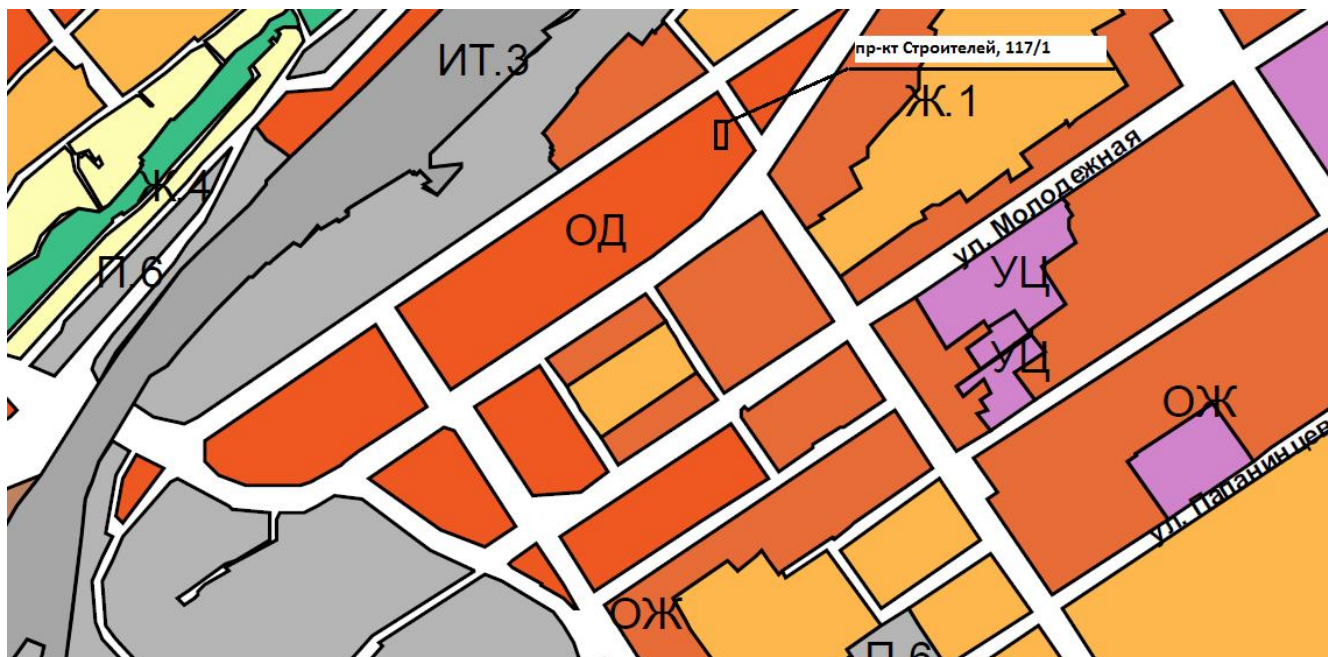 пр-кт Строителей, 117/1
ИТ.3
Ж.1
Ж.4
ул. Молодежная
ОД
П.6
УЦ
УЦ
ОЖ
ул. Папанинцев
ОЖ
П.6